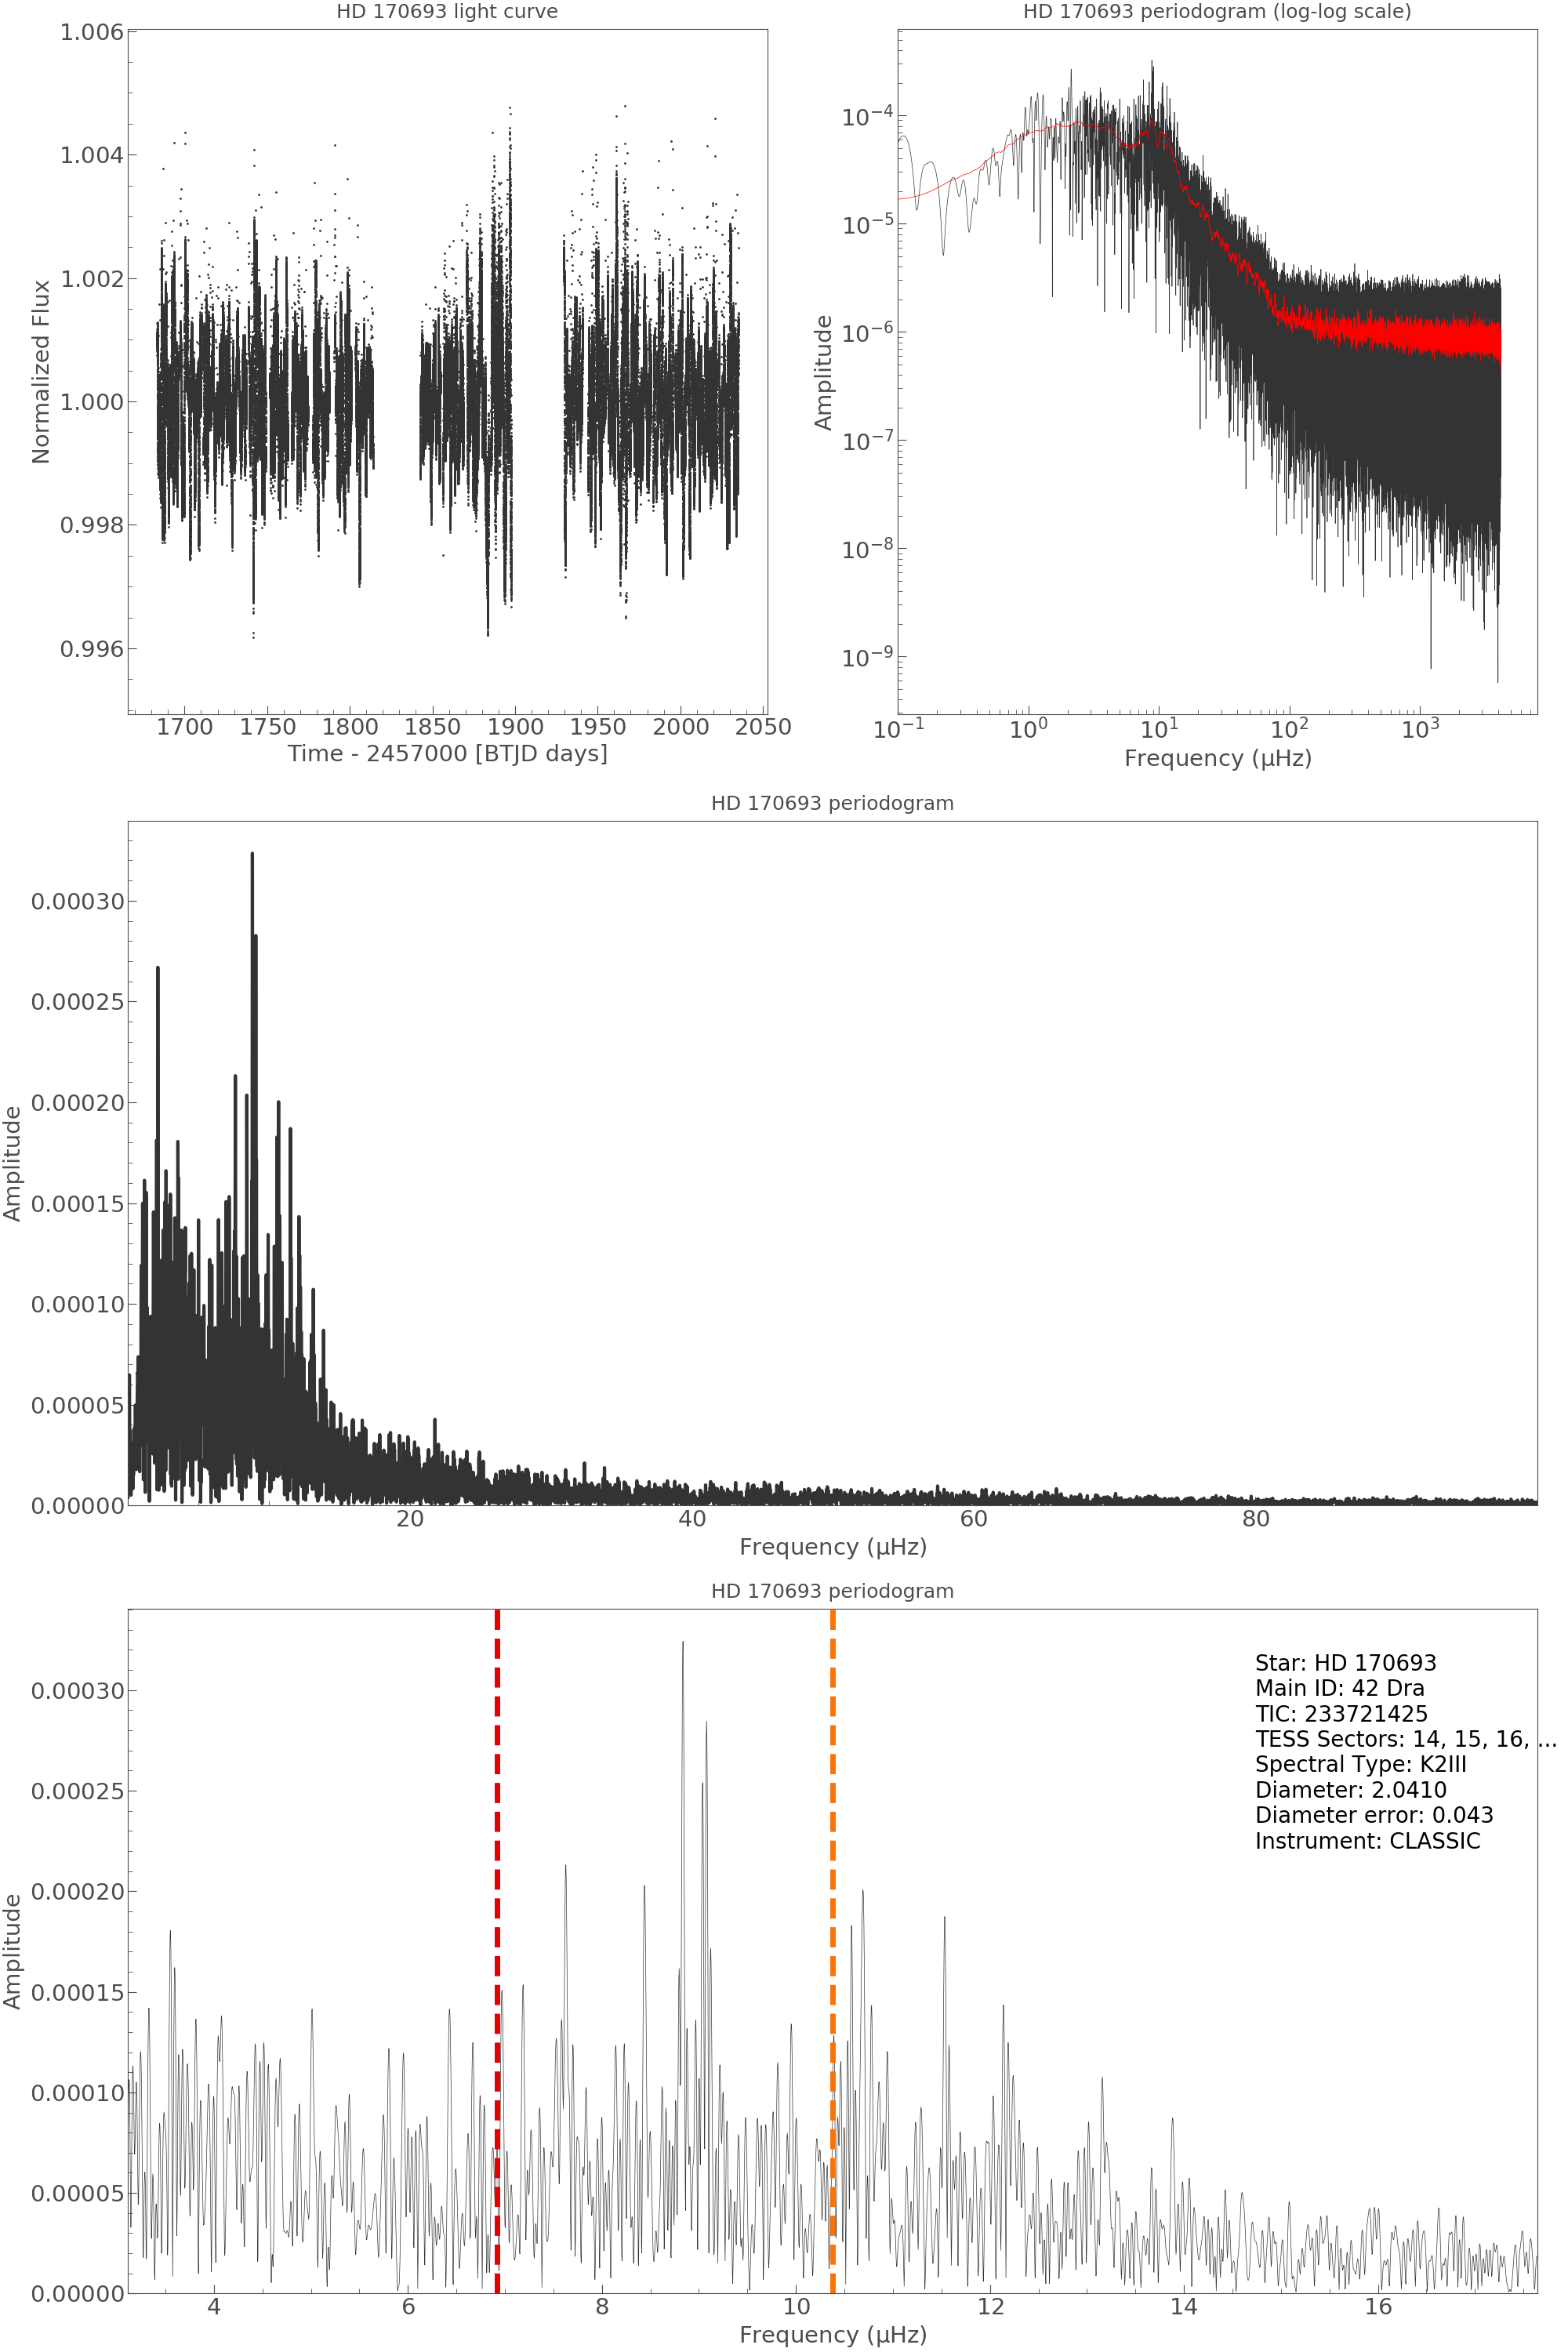 HD 170693 light curve
1.006
1.004
1.002
1.000
0.998
0.996
Normalized Flux
1700 1750 1800 1850 1900 1950 2000 2050
Time - 2457000 [BTJD days]
HD 170693 periodogram (log-log scale)
10⁻⁴
10⁻⁵
10⁻⁶
10⁻⁷
10⁻⁸
10⁻⁹
Amplitude
10⁻¹ 10⁰ 10¹ 10² 10³
Frequency (µHz)
HD 170693 periodogram
0.00030
0.00025
0.00020
0.00015
0.00010
0.00005
0.00000
Amplitude
20 40 60 80
Frequency (µHz)
HD 170693 periodogram
0.00030
0.00025
0.00020
0.00015
0.00010
0.00005
0.00000
Amplitude
Star: HD 170693
Main ID: 42 Dra
TIC: 233721425
TESS Sectors: 14, 15, 16, ...
Spectral Type: K2III
Diameter: 2.0410
Diameter error: 0.043
Instrument: CLASSIC
4 6 8 10 12 14 16
Frequency (µHz)